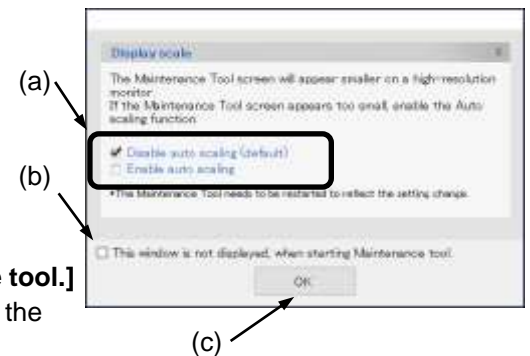 Display scale
The Maintenance Tool screen will appear smaller on a high-resolution
monitor.
If the Maintenance Tool screen appears too small, enable the Auto
scaling function.
(a)
Disable auto scaling (default)
Enable auto scaling
*The Maintenance Tool needs to be restarted to reflect the setting change.
(b)
This window is not displayed, when starting Maintenance tool.
tool.]
OK
the
(c)